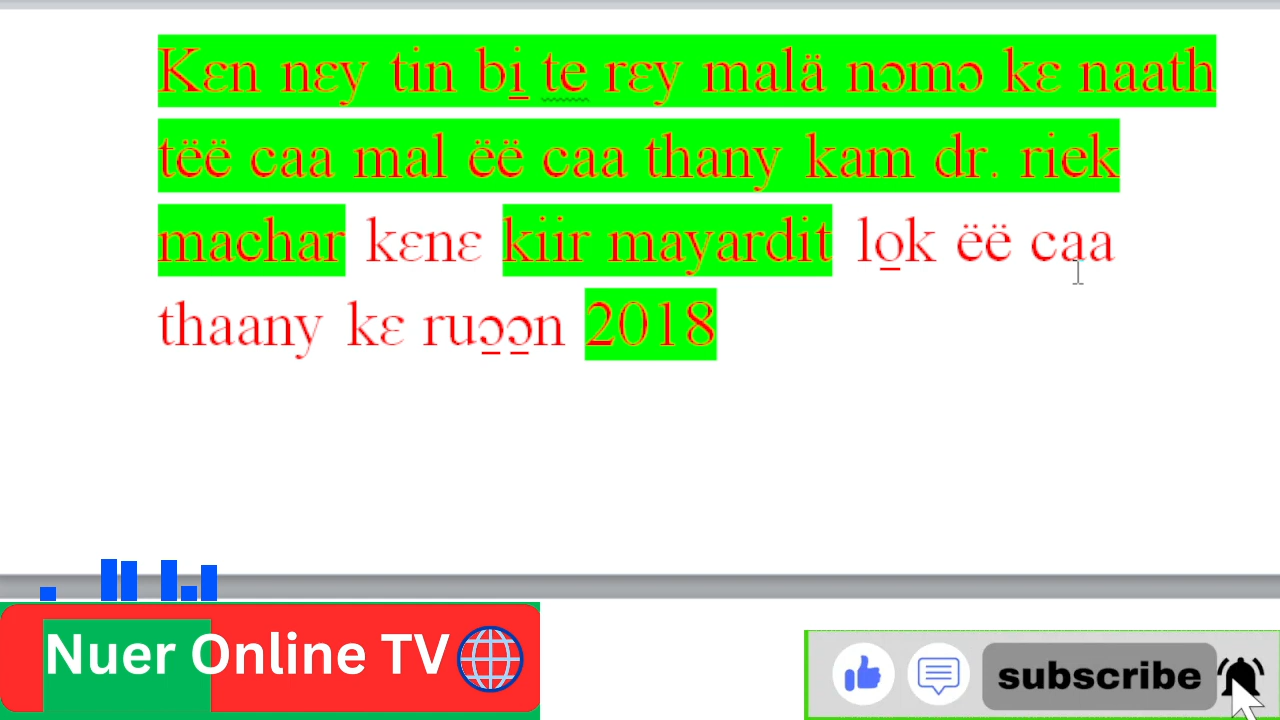 Kɛn nɛy tin bi̱ te rɛy malä nɔmɔ kɛ naath
tëë caa mal ëë caa thany kam dr. riek
machar kɛnɛ kiir mayardit lo̱k ëë caa
thaany kɛ ruɔ̱ɔ̱n 2018
Nuer Online TV
subscribe